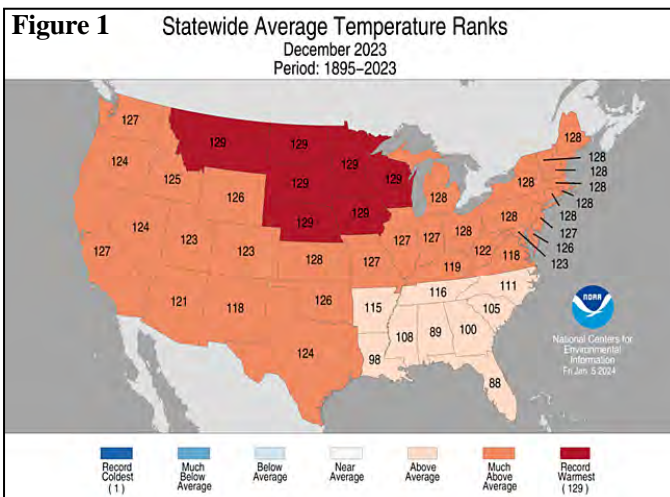 Figure 1
Statewide Average Temperature Ranks
December 2023
Period: 1895–2023
127
129
129
129
128
124
125
129
129
128
128
128
128
128
126
128
128
128
127
126
123
129
129
127
124
123
123
128
127
127
127
128
122
118
119
121
118
126
115
116
111
105
124
98
108
89
100
88
NOAA
National Centers for
Environmental
Information
Fri Jan. 5 2024
Record
Coldest
(1)
Much
Below
Average
Below
Average
Near
Average
Above
Average
Much
Above
Average
Record
Warmest
(129)